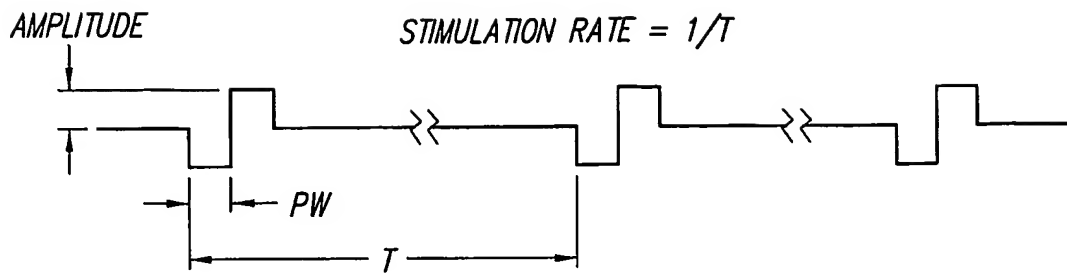 AMPLITUDE
STIMULATION RATE = 1/T
PW
T